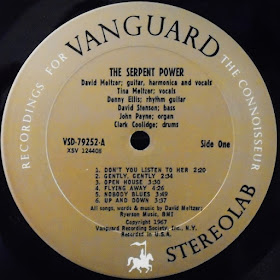 RECORDINGS FOR VANGUARD THE CONNOISSEUR
THE SERPENT POWER
David Meltzer; guitar, harmonica and vocals
Tina Meltzer; vocals
Denny Ellis; rhythm guitar
David Stenson; bass
John Payne; organ
Clark Coolidge; drums
VSD-79252-A
Side One
XSV 124406
1. DON'T YOU LISTEN TO HER 2:20
2. GENTLY, GENTLY 2:34
3. OPEN HOUSE 3:30
4. FLYING AWAY 4:26
5. NOBODY BLUES 3:49
6. UP AND DOWN 3:37
All songs, words & music by David Meltzer;
Ryerson Music, BMI
Copyright 1967
Vanguard Recording Society, Inc., N.Y.
Recorded in U.S.A.
STEREOLAB